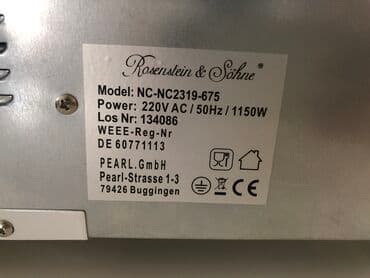 Rosenstein & Söhne
Model: NC-NC2319-675
Power: 220V AC / 50Hz / 1150W
Los Nr: 134086
WEEE-Reg-Nr
DE 60771113
PEARL.GmbH
Pearl-Strasse 1-3
79426 Buggingen
CE